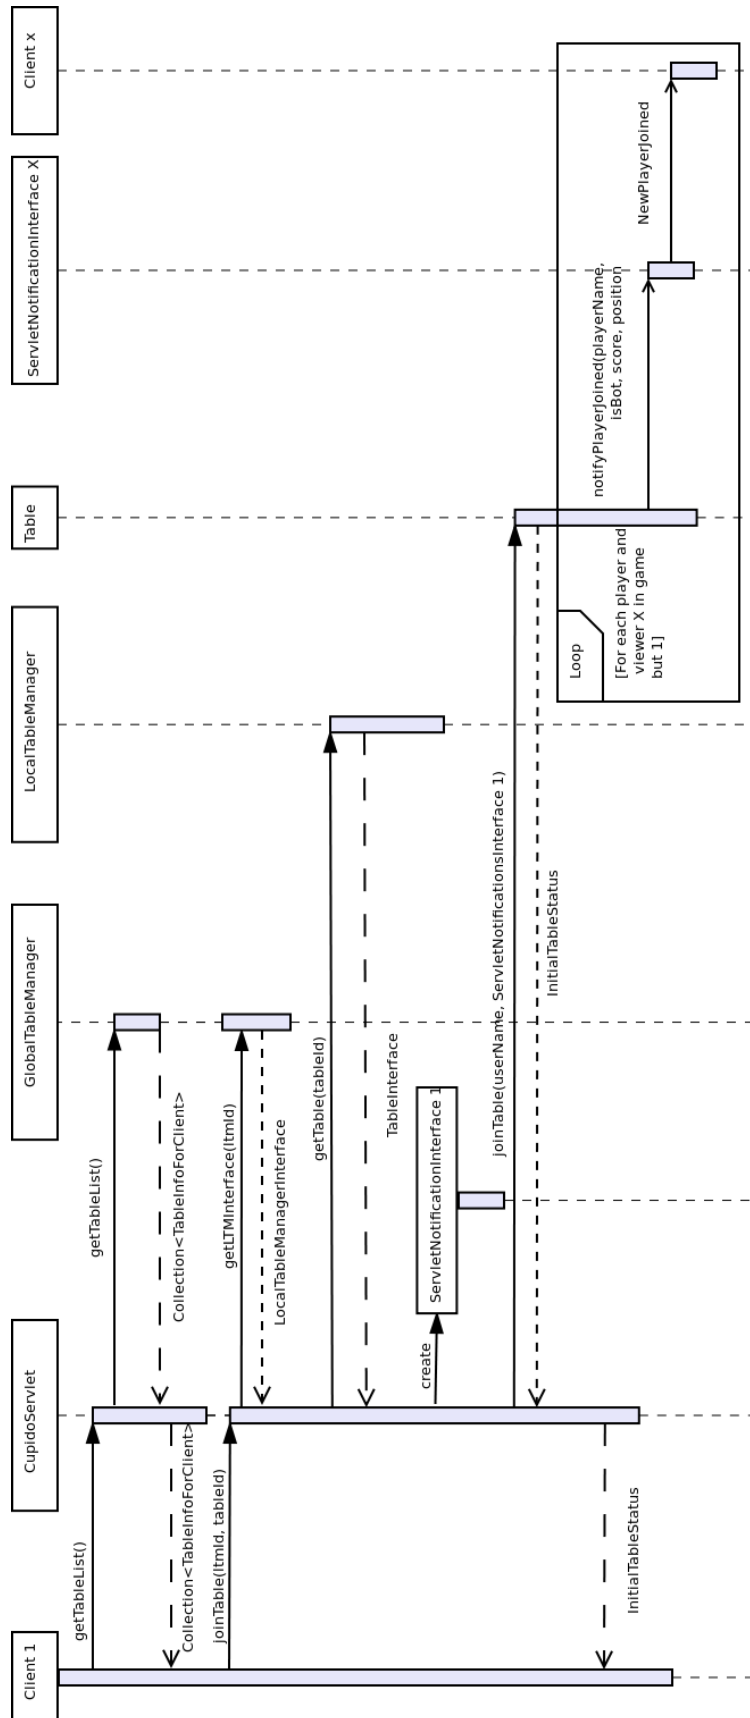 Client 1
CupidoServlet
GlobalTableManager
LocalTableManager
Table
ServletNotificationInterface X
Client x
getTableList()
getTableList()
Collection<TableInfoForClient>
Collection<TableInfoForClient>
joinTable(ltmId, tableId)
getLTMInterface(ltmId)
LocalTableManagerInterface
getTable(tableId)
TableInterface
create
ServletNotificationInterface 1
joinTable(userName, ServletNotificationsInterface 1)
InitialTableStatus
InitialTableStatus
Loop
[For each player and
viewer X in game
but 1]
notifyPlayerJoined(playerName,
isBot, score, position
NewPlayerJoined